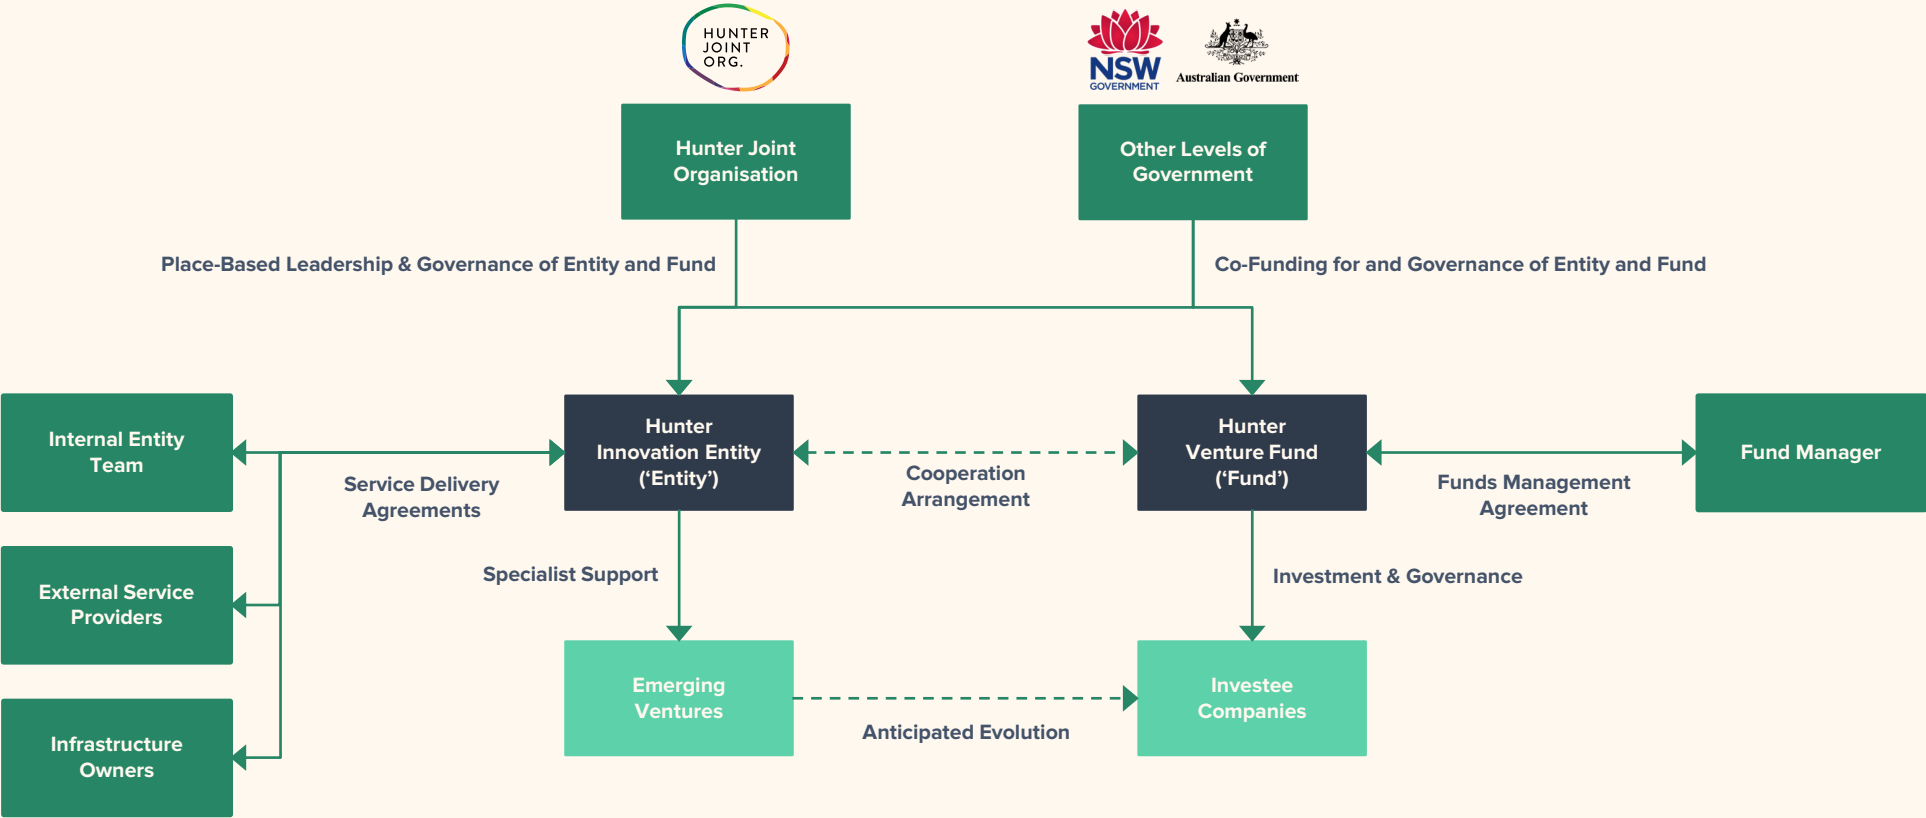 HUNTER
JOINT
ORG.
NSW
GOVERNMENT
Australian Government
Hunter Joint
Organisation
Other Levels of
Government
Place-Based Leadership & Governance of Entity and Fund
Co-Funding for and Governance of Entity and Fund
Internal Entity
Team
Service Delivery
Agreements
Hunter
Innovation Entity
(‘Entity’)
Cooperation
Arrangement
Hunter
Venture Fund
(‘Fund’)
Funds Management
Agreement
Fund Manager
External Service
Providers
Specialist Support
Investment & Governance
Infrastructure
Owners
Emerging
Ventures
Anticipated Evolution
Investee
Companies